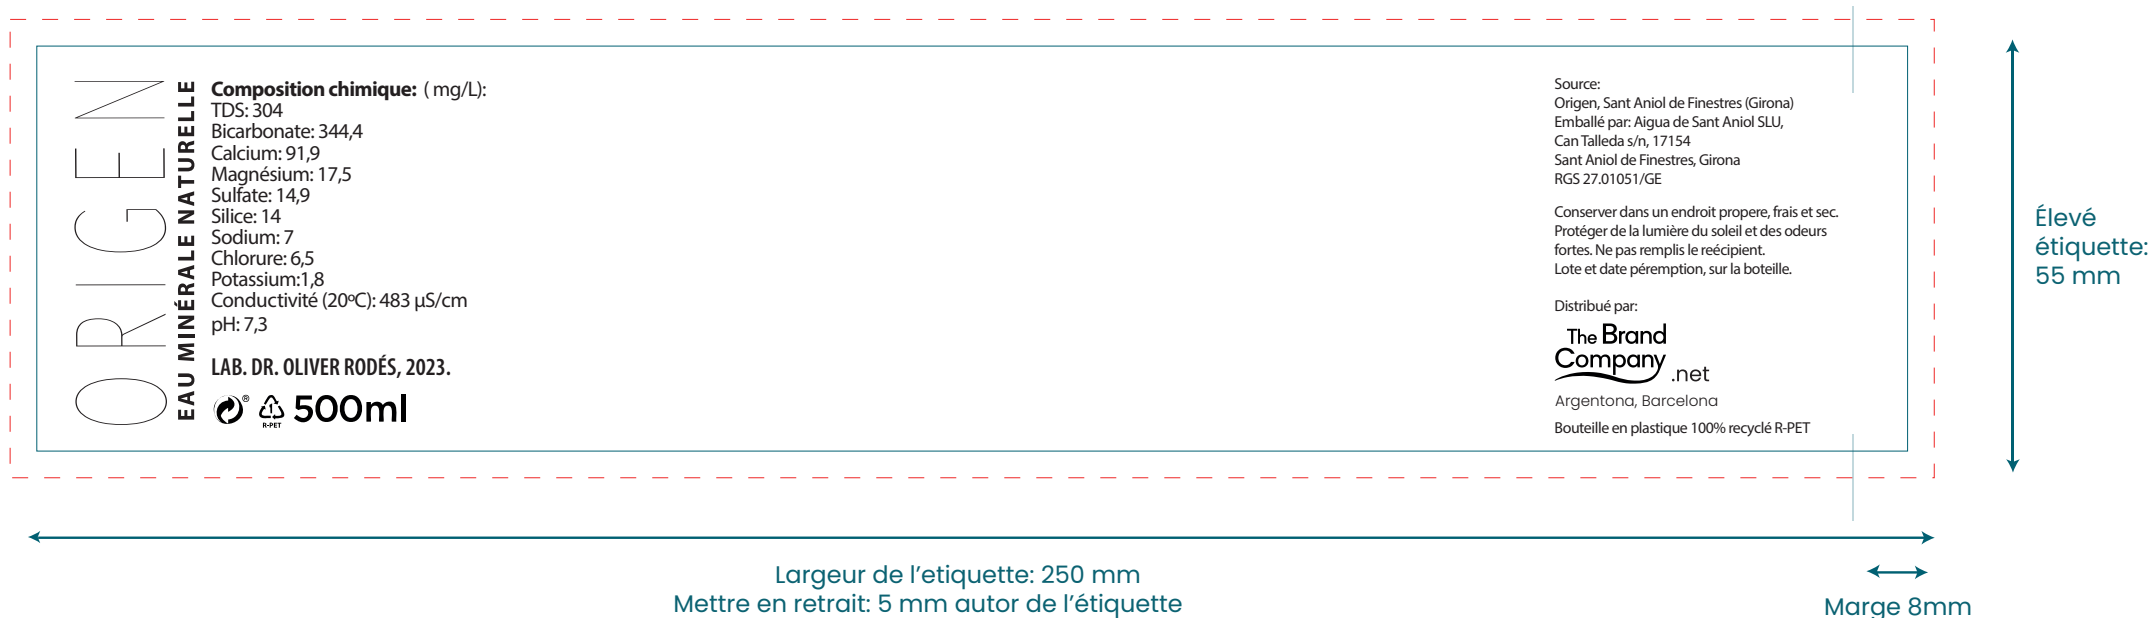 ORIGEN
EAU MINÉRALE NATURELLE
Composition chimique: ( mg/L):
TDS: 304
Bicarbonate: 344,4
Calcium: 91,9
Magnésium: 17,5
Sulfate: 14,9
Silice: 14
Sodium: 7
Chlorure: 6,5
Potassium:1,8
Conductivité (20ºC): 483 µS/cm
pH: 7,3
LAB. DR. OLIVER RODÉS, 2023.
®
1
R-PET
500ml
Source:
Origen, Sant Aniol de Finestres (Girona)
Emballé par: Aigua de Sant Aniol SLU,
Can Talleda s/n, 17154
Sant Aniol de Finestres, Girona
RGS 27.01051/GE
Conserver dans un endroit propere, frais et sec.
Protéger de la lumière du soleil et des odeurs
fortes. Ne pas remplis le reécipient.
Lote et date péremption, sur la boteille.
Distribué par:
The Brand
Company
.net
Argentona, Barcelona
Bouteille en plastique 100% recyclé R-PET
Élevé
étiquette:
55 mm
Largeur de l’etiquette: 250 mm
Mettre en retrait: 5 mm autor de l’étiquette
Marge 8mm